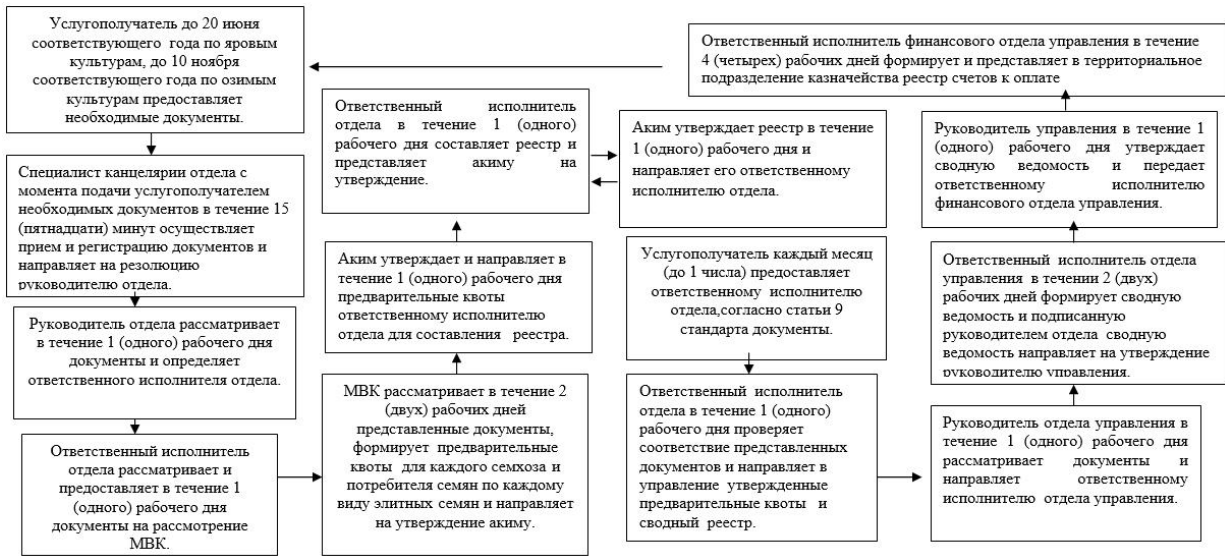 Услугополучатель до 20 июня
соответствующего года по яровым
культурам, до 10 ноября
соответствующего года по озимым
культурам предоставляет
необходимые документы.
Специалист канцелярии отдела с
момента подачи услугополучателем
необходимых документов в течение 15
(пятнадцати) минут осуществляет
прием и регистрацию документов и
направляет на резолюцию
руководителю отдела.
Руководитель отдела рассматривает
в течение 1 (одного) рабочего дня
документы и определяет
ответственного исполнителя отдела.
Ответственный исполнитель
отдела рассматривает и
предоставляет в течение 1
(одного) рабочего дня
документы на рассмотрение
МВК.
МВК рассматривает в течение 2
(двух) рабочих дней
представленные документы,
формирует предварительные
квоты для каждого семхоза и
потребителя семян по каждому
виду элитных семян и направляет
на утверждение акиму.
Аким утверждает и направляет в
течение 1 (одного) рабочего дня
предварительные квоты
ответственному исполнителю
отдела для составления реестра.
Ответственный исполнитель
отдела в течение 1 (одного)
рабочего дня составляет реестр и
представляет акиму на
утверждение.
Аким утверждает реестр в течение
1 (одного) рабочего дня и
направляет его ответственному
исполнителю отдела.
Услугополучатель каждый месяц
(до 1 числа) предоставляет
ответственному исполнителю
отдела,согласно статьи 9
стандарта документы.
Ответственный исполнитель
отдела в течение 1 (одного)
рабочего дня проверяет
соответствие представленных
документов и направляет в
управление утвержденные
предварительные квоты и
сводный реестр.
Руководитель отдела управления в
течение 1 (одного) рабочего дня
рассматривает документы и
направляет ответственному
исполнителю отдела управления.
Ответственный исполнитель отдела
управления в течении 2 (двух)
рабочих дней формирует сводную
ведомость и подписанную
руководителем отдела сводную
ведомость направляет на утверждение
руководителю управления.
Руководитель управления в течение 1
(одного) рабочего дня утверждает
сводную ведомость и передает
ответственному исполнителю
финансового отдела управления.
Ответственный исполнитель финансового отдела управления в течение
4 (четырех) рабочих дней формирует и представляет в территориальное
подразделение казначейства реестр счетов к оплате